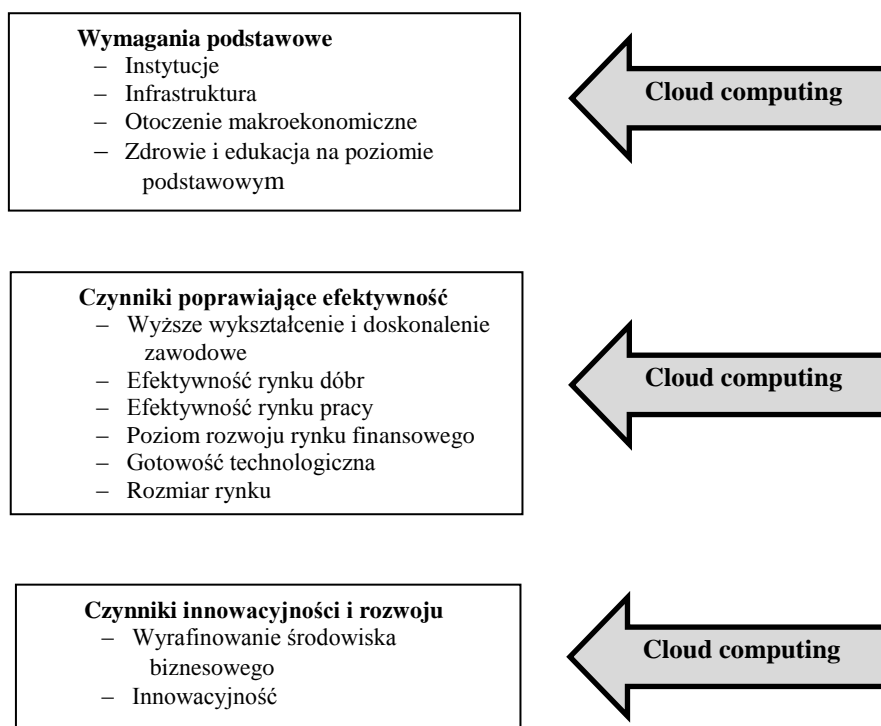 Wymagania podstawowe
– Instytucje
– Infrastruktura
– Otoczenie makroekonomiczne
– Zdrowie i edukacja na poziomie
podstawowym
Cloud computing
Czynniki poprawiające efektywność
– Wyższe wykształcenie i doskonalenie
zawodowe
– Efektywność rynku dóbr
– Efektywność rynku pracy
– Poziom rozwoju rynku finansowego
– Gotowość technologiczna
– Rozmiar rynku
Cloud computing
Czynniki innowacyjności i rozwoju
– Wyrafinowanie środowiska
biznesowego
– Innowacyjność
Cloud computing